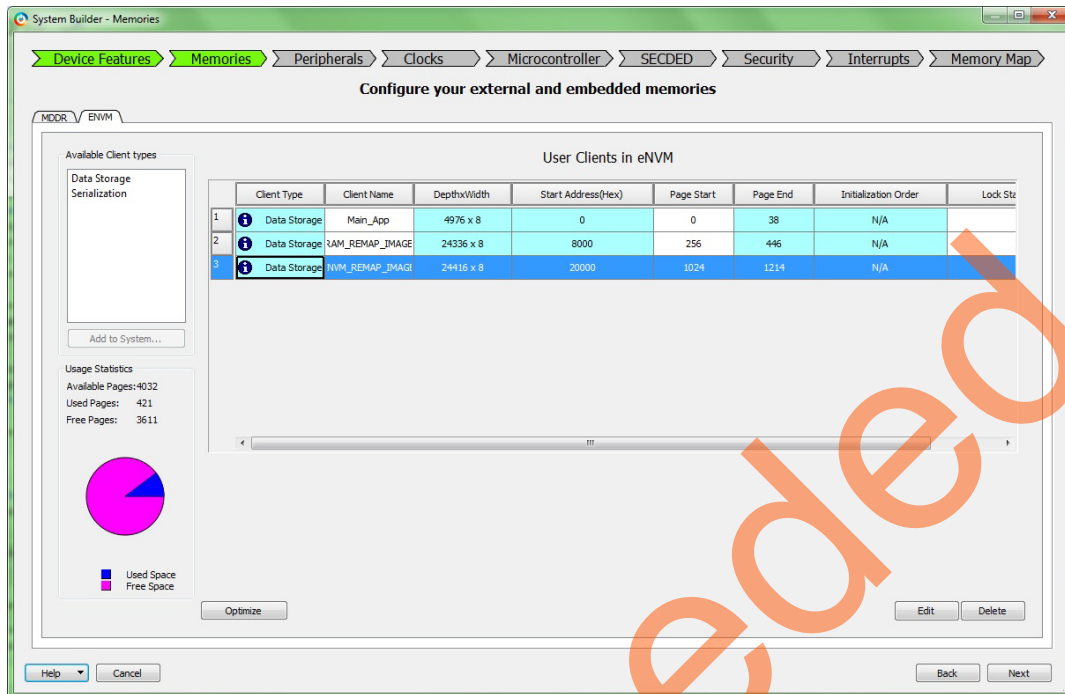 System Builder - Memories
Device Features Memories Peripherals Clocks Microcontroller SECDED Security Interrupts Memory Map
Configure your external and embedded memories
MDDR ENVM
Available Client types
Data Storage
Serialization
Add to System...
Usage Statistics
Available Pages:4032
Used Pages: 421
Free Pages: 3611
Used Space
Free Space
User Clients in eNVM
Client Type Client Name DepthxWidth Start Address(Hex) Page Start Page End Initialization Order Lock Sta
1 Data Storage Main_App 4976 x 8 0 0 38 N/A
2 Data Storage RAM_REMAP_IMAGE 24336 x 8 8000 256 446 N/A
3 Data Storage NVM_REMAP_IMAGE 24416 x 8 20000 1024 1214 N/A
Optimize Edit Delete
Help Cancel Back Next
eded